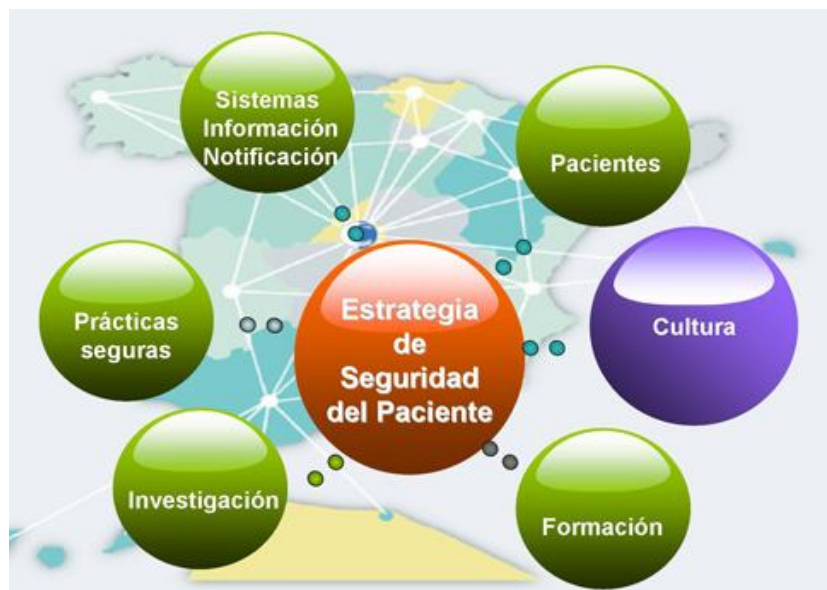 Sistemas
Información
Notificación
Pacientes
Prácticas
seguras
Estrategia
de
Seguridad
del Paciente
Cultura
Investigación
Formación